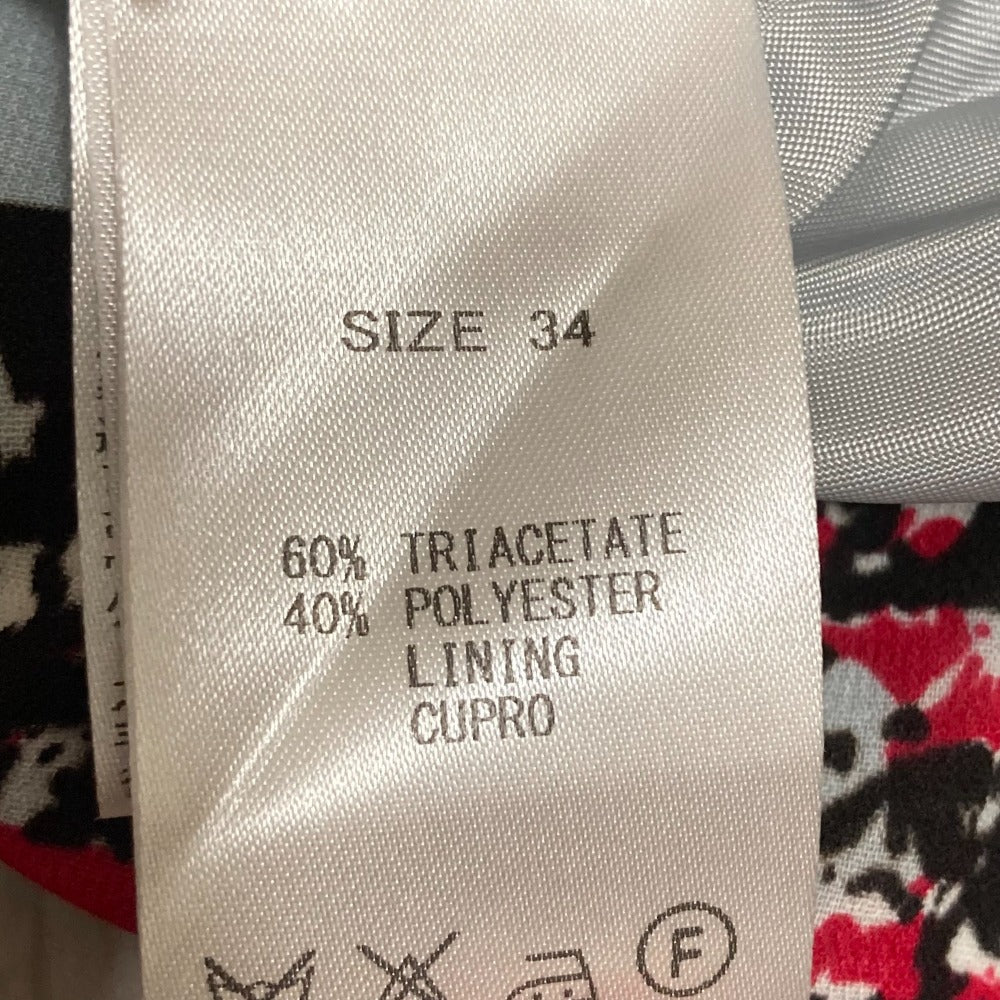 SIZE 34
60% TRIACETATE
40% POLYESTER
LINING
CUPRO
F